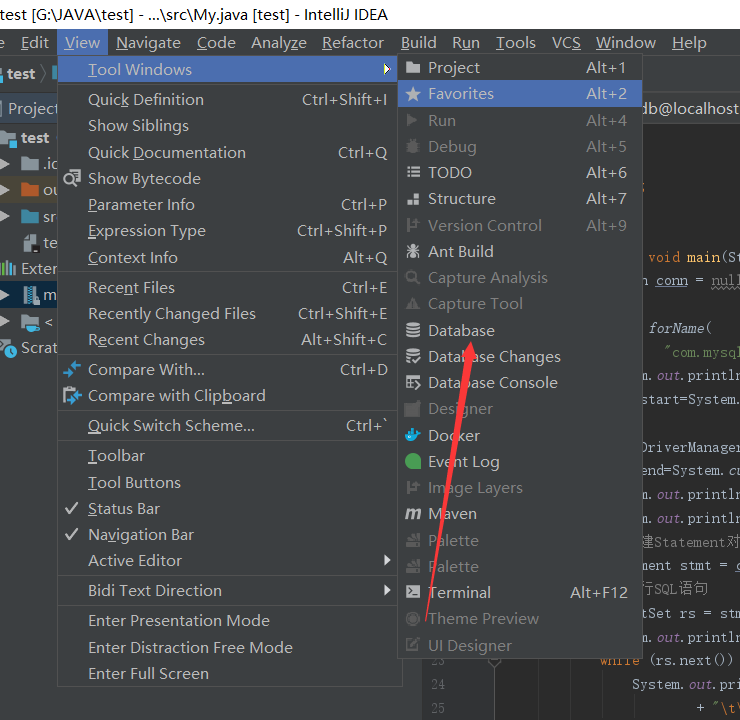 test [G:\JAVA\test] - ...\src\My.java [test] - IntelliJ IDEA
Edit View Navigate Code Analyze Refactor Build Run Tools VCS Window Help
test
Project
test
Tool Windows
Quick Definition Ctrl+Shift+I
Show Siblings
Quick Documentation Ctrl+Q
Show Bytecode
Parameter Info Ctrl+P
Expression Type Ctrl+Shift+P
Context Info Alt+Q
Recent Files Ctrl+E
Recently Changed Files Ctrl+Shift+E
Recent Changes Alt+Shift+C
Compare With... Ctrl+D
Compare with Clipboard
Quick Switch Scheme... Ctrl+`
Toolbar
Tool Buttons
Status Bar
Navigation Bar
Active Editor
Bidi Text Direction
Enter Presentation Mode
Enter Distraction Free Mode
Enter Full Screen
Project Alt+1
Favorites Alt+2
Run Alt+4
Debug Alt+5
TODO Alt+6
Structure Alt+7
Version Control Alt+9
Ant Build
Capture Analysis
Capture Tool
Database
Database Changes
Database Console
Designer
Docker
Event Log
Image Layers
Maven
Palette
Palette
Terminal Alt+F12
Theme Preview
UI Designer
db@localhost
void main(St
conn = null
forName(
"com.mysql
m.out.println
start=System.
DriverManager
end=System.cu
m.out.println
m.out.println
建Statement对
ment stmt = c
行SQL语句
tSet rs = stm
m.out.println
23 while (rs.next())
24 System.out.pri
25 + "\t\